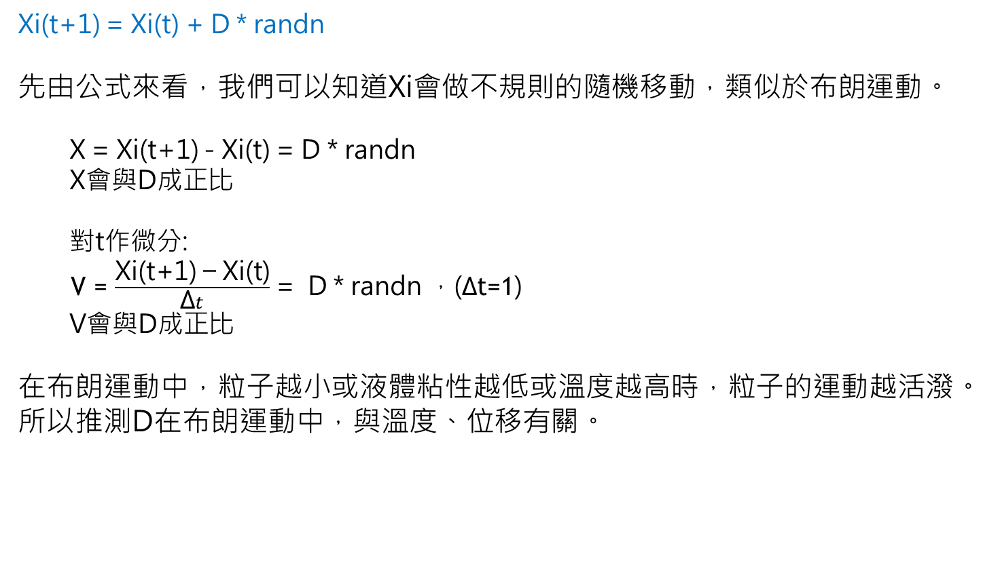 Xi(t+1) = Xi(t) + D * randn
先由公式來看，我們可以知道Xi會做不規則的隨機移動，類似於布朗運動。
X = Xi(t+1) - Xi(t) = D * randn
X會與D成正比
對t作微分:
V = \frac{Xi(t+1) − Xi(t)}{Δt} = D * randn ，(Δt=1)
V會與D成正比
在布朗運動中，粒子越小或液體粘性越低或溫度越高時，粒子的運動越活潑。
所以推測D在布朗運動中，與溫度、位移有關。